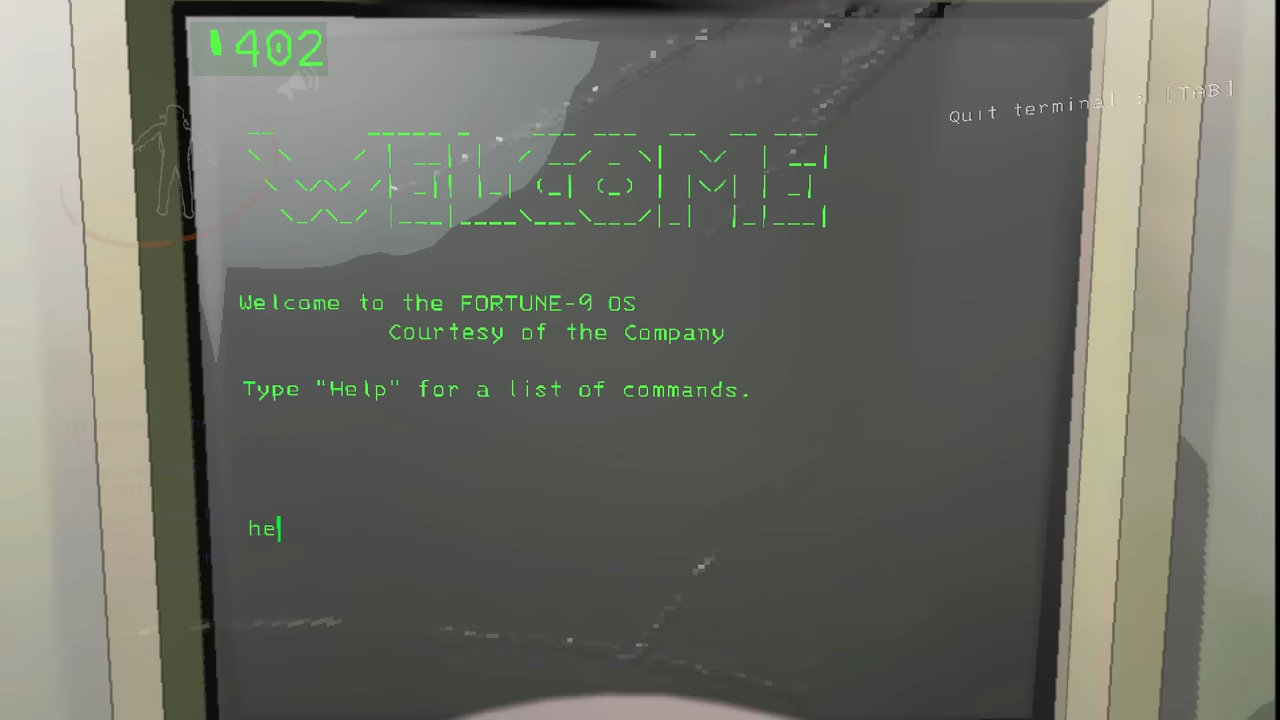 402
Quit terminal : [TAB]
WELCOME
Welcome to the FORTUNE-9 OS
Courtesy of the Company
Type "Help" for a list of commands.
he